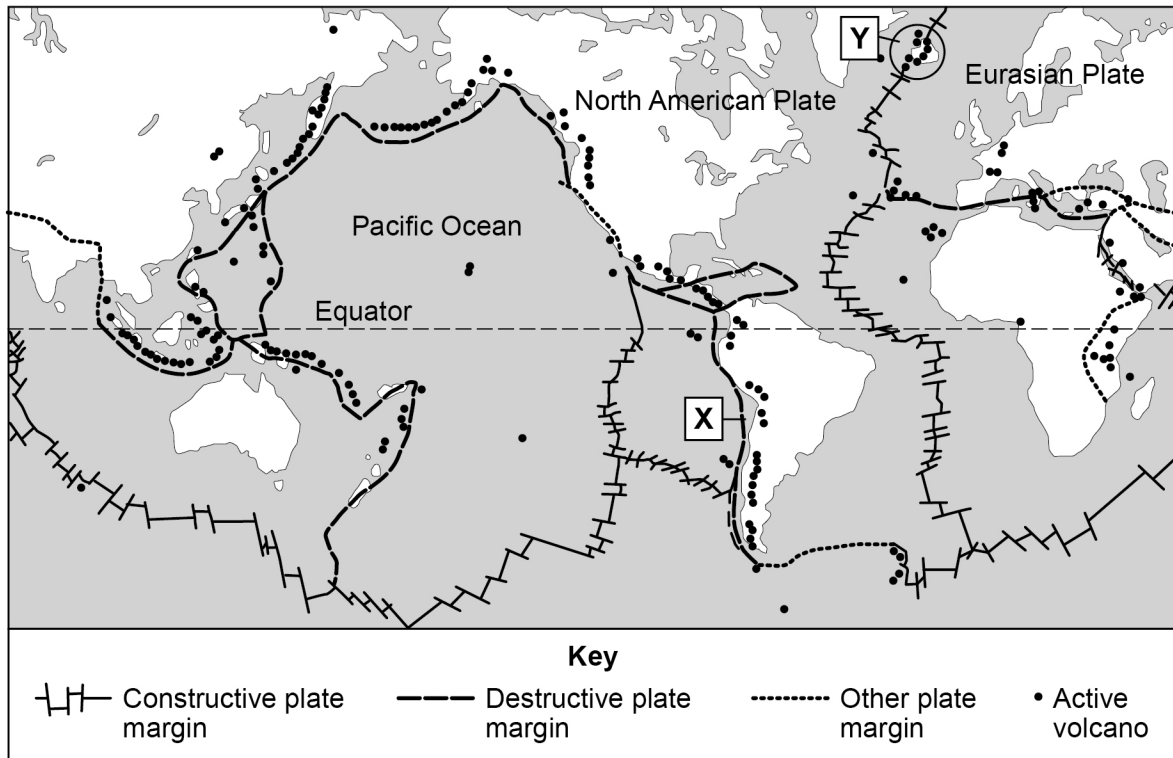 Y
Eurasian Plate
North American Plate
Pacific Ocean
Equator
X
Key
Constructive plate
margin
Destructive plate
margin
Other plate
margin
Active
volcano